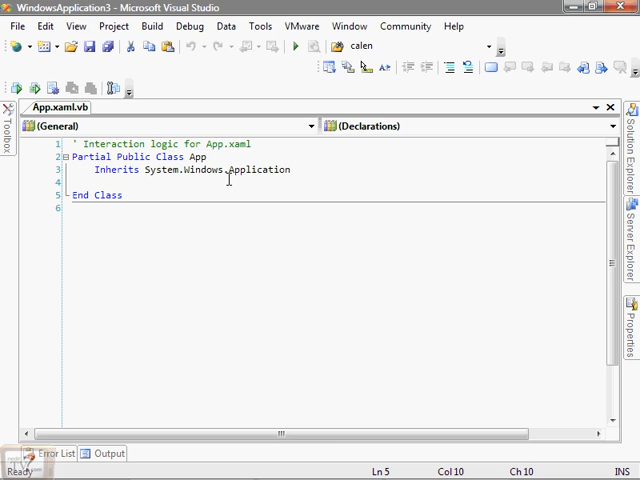 WindowsApplication3 - Microsoft Visual Studio
File Edit View Project Build Debug Data Tools VMware Window Community Help
calen
App.xaml.vb
(General) (Declarations)
1 ' Interaction logic for App.xaml
2 Partial Public Class App
3 Inherits System.Windows.Application
4
5 End Class
6
Toolbox
Solution Explorer
Server Explorer
Properties
Error List Output
Ready Ln 5 Col 10 Ch 10 INS
TV